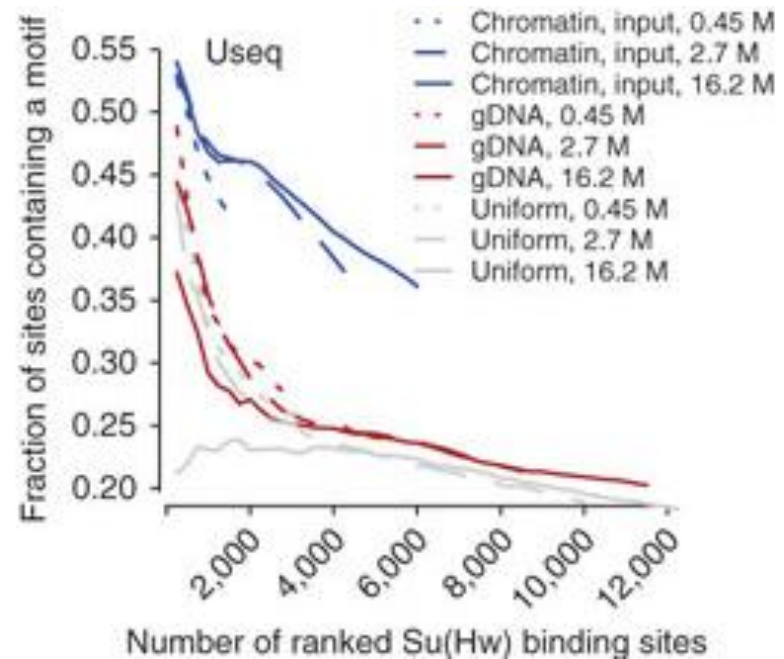 Useq
Chromatin, input, 0.45 M
Chromatin, input, 2.7 M
Chromatin, input, 16.2 M
gDNA, 0.45 M
gDNA, 2.7 M
gDNA, 16.2 M
Uniform, 0.45 M
Uniform, 2.7 M
Uniform, 16.2 M
Fraction of sites containing a motif
0.55
0.50
0.45
0.40
0.35
0.30
0.25
0.20
2,000
4,000
6,000
8,000
10,000
12,000
Number of ranked Su(Hw) binding sites